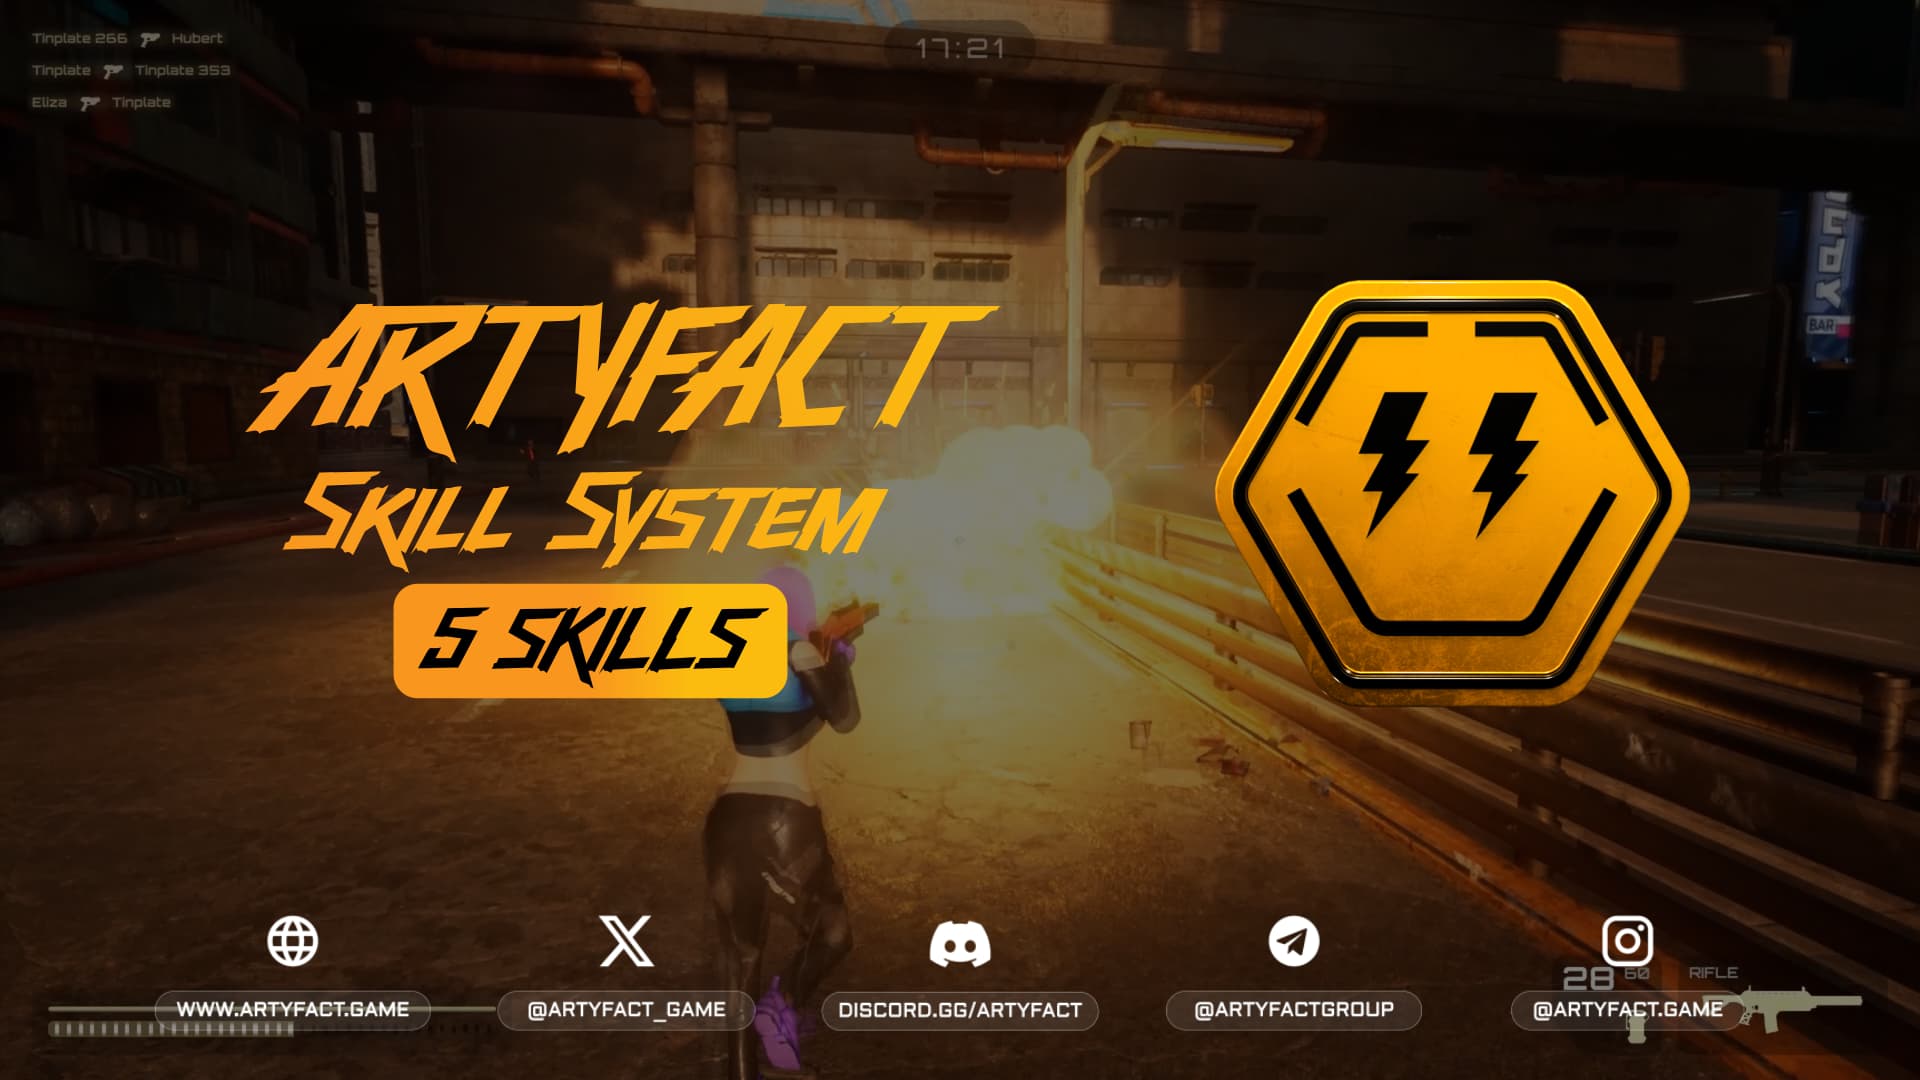 Tinplate 266 Hubert
Tinplate Tinplate 353
Eliza Tinplate
17:21
BAR
ARTYFACT
SKILL SYSTEM
5 SKILLS
28 60 RIFLE
WWW.ARTYFACT.GAME
@ARTYFACT_GAME
DISCORD.GG/ARTYFACT
@ARTYFACTGROUP
@ARTYFACT.GAME